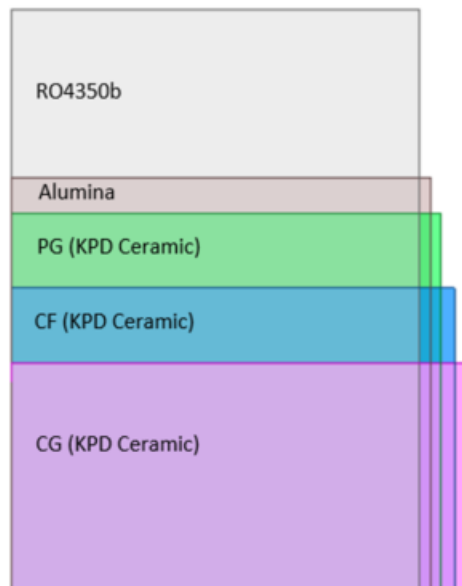 RO4350b
Alumina
PG (KPD Ceramic)
CF (KPD Ceramic)
CG (KPD Ceramic)